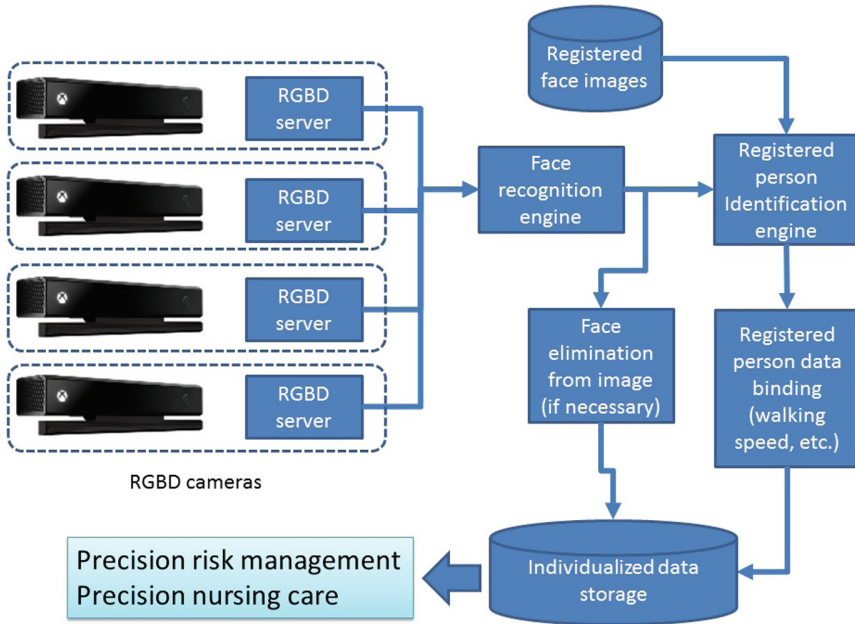 Registered
face images
RGBD
server
RGBD
server
RGBD
server
RGBD
server
RGBD cameras
Face
recognition
engine
Registered
person
Identification
engine
Face
elimination
from image
(if necessary)
Registered
person data
binding
(walking
speed, etc.)
Individualized data
storage
Precision risk management
Precision nursing care